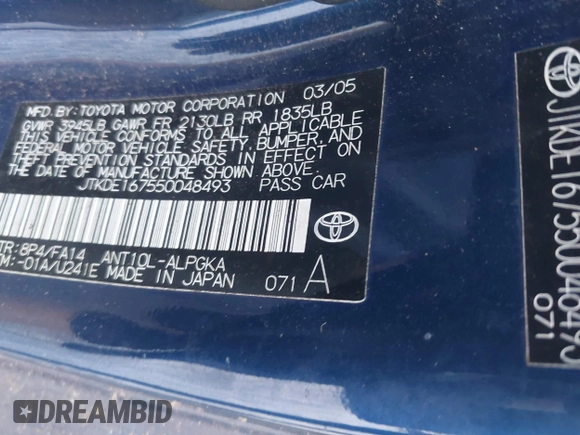 MFD. BY: TOYOTA MOTOR CORPORATION 03/05
GVWR 3945LB GAWR FR 2130LB RR 1835LB
THIS VEHICLE CONFORMS TO ALL APPLICABLE
FEDERAL MOTOR VEHICLE SAFETY, BUMPER, AND
THEFT PREVENTION STANDARDS IN EFFECT ON
THE DATE OF MANUFACTURE SHOWN ABOVE.
JTKDE167550048493 PASS CAR
TR: 8P4/FA14 ANT10L-ALPGKA
M: -01A/U241E MADE IN JAPAN 071 A
JTKDE167550048493
071
DREAMBID